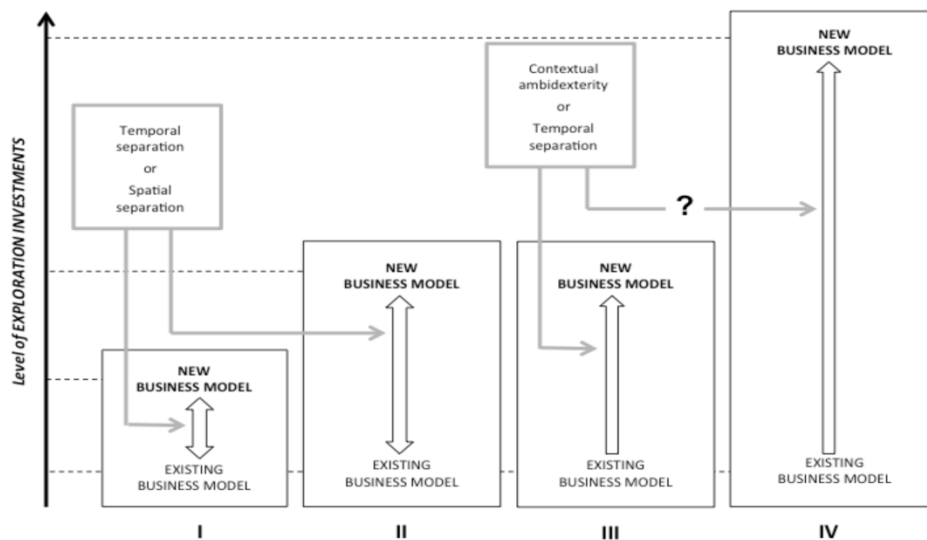 Level of EXPLORATION INVESTMENTS
Temporal
separation
or
Spatial
separation
Contextual
ambidexterity
or
Temporal
separation
?
NEW
BUSINESS MODEL
EXISTING
BUSINESS MODEL
I
NEW
BUSINESS MODEL
EXISTING
BUSINESS MODEL
II
NEW
BUSINESS MODEL
EXISTING
BUSINESS MODEL
III
NEW
BUSINESS MODEL
EXISTING
BUSINESS MODEL
IV